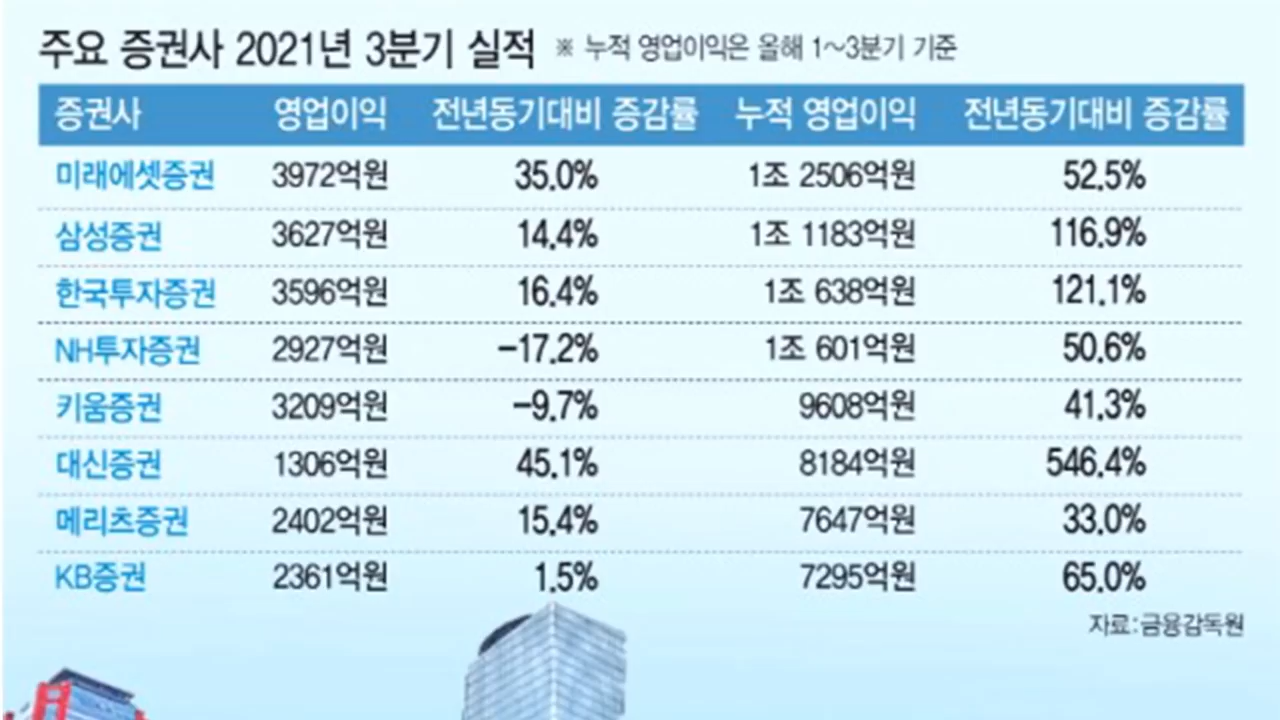 주요 증권사 2021년 3분기 실적 ※ 누적 영업이익은 올해 1~3분기 기준
증권사 영업이익 전년동기대비 증감률 누적 영업이익 전년동기대비 증감률
미래에셋증권 3972억원 35.0% 1조 2506억원 52.5%
삼성증권 3627억원 14.4% 1조 1183억원 116.9%
한국투자증권 3596억원 16.4% 1조 638억원 121.1%
NH투자증권 2927억원 -17.2% 1조 601억원 50.6%
키움증권 3209억원 -9.7% 9608억원 41.3%
대신증권 1306억원 45.1% 8184억원 546.4%
메리츠증권 2402억원 15.4% 7647억원 33.0%
KB증권 2361억원 1.5% 7295억원 65.0%
자료:금융감독원